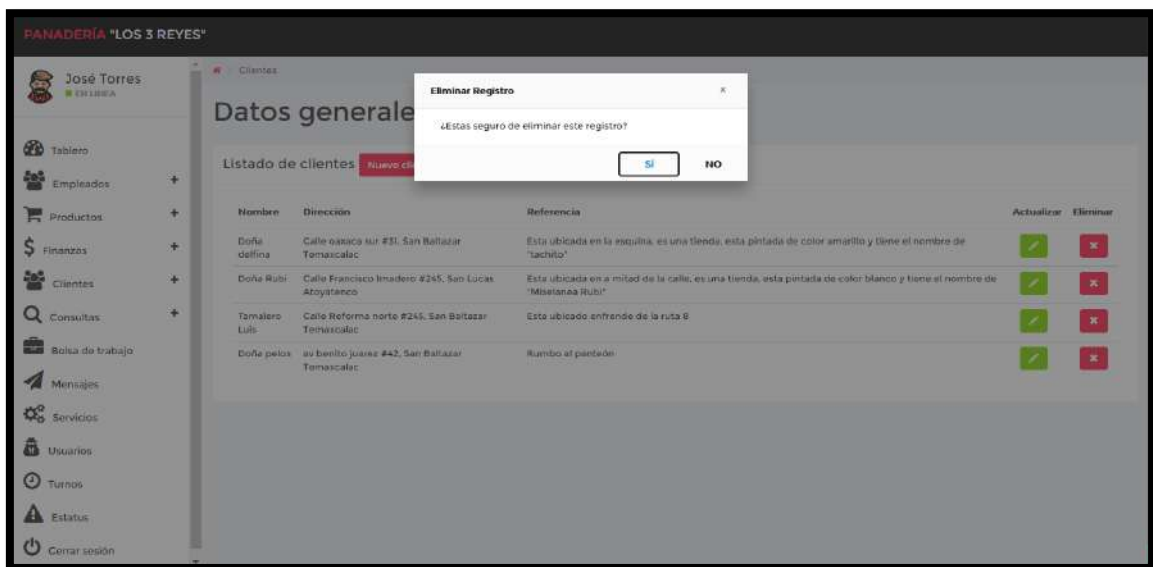 PANADERÍA "LOS 3 REYES"
José Torres
EN LINEA
Clientes
Eliminar Registro x
Datos generale
¿Estas seguro de eliminar este registro?
Listado de clientes Nuevo cli
SÍ NO
Tablero
Empleados +
Productos +
Finanzas +
Clientes +
Consultas +
Bolsa de trabajo
Mensajes
Servicios
Usuarios
Turnos
Estatus
Cerrar sesión
Nombre Dirección Referencia Actualizar Eliminar
Doña Calle oaxaca sur #31, San Baltazar Esta ubicada en la esquina, es una tienda, esta pintada de color amarillo y tiene el nombre de
delfina Temaxcalac "tachito"
Doña Rubi Calle Francisco Imadero #245, San Lucas Esta ubicada en a mitad de la calle, es una tienda, esta pintada de color blanco y tiene el nombre de
Atoyatenco "Miselanea Rubi"
Tamalero Calle Reforma norte #245, San Baltazar Esta ubicado enfrende de la ruta 8
Luis Temaxcalac
Doña pelos av benito juarez #42, San Baltazar Rumbo al panteón
Temaxcalac